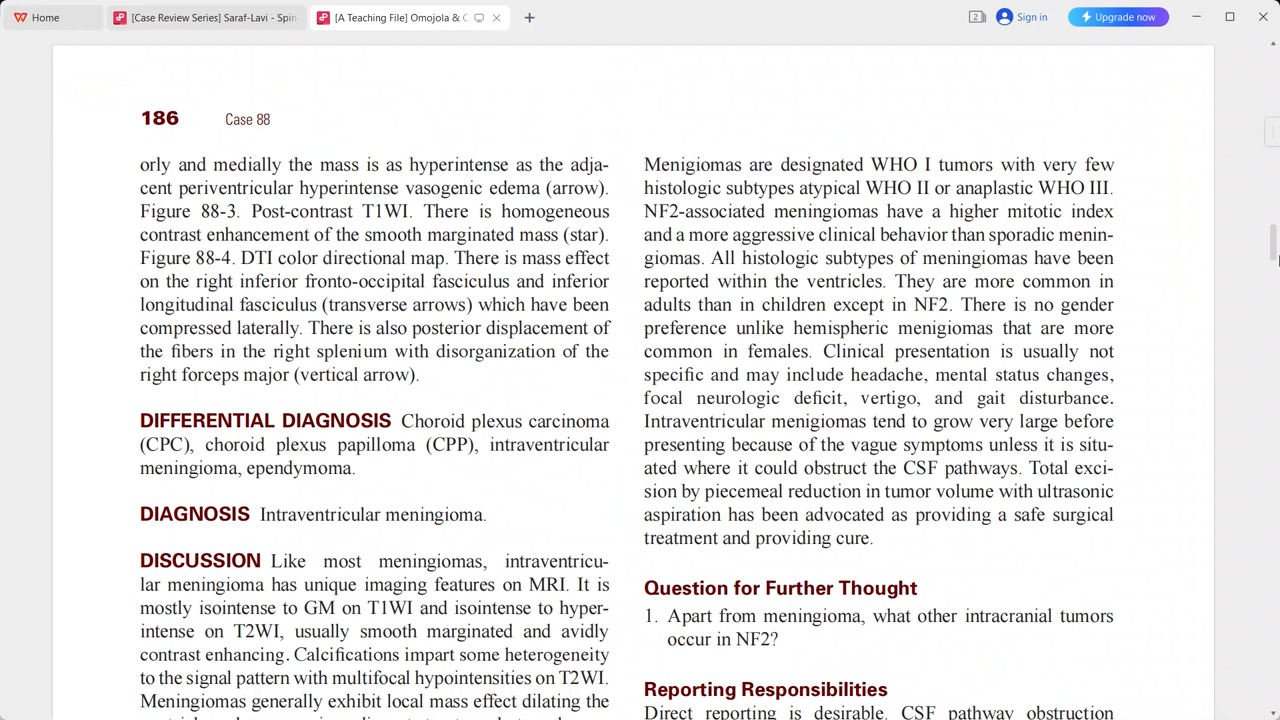 Home
[Case Review Series] Saraf-Lavi - Spin
[A Teaching File] Omojola & C
2
Sign in
Upgrade now
186 Case 88
orly and medially the mass is as hyperintense as the adja-
cent periventricular hyperintense vasogenic edema (arrow).
Figure 88-3. Post-contrast T1WI. There is homogeneous
contrast enhancement of the smooth marginated mass (star).
Figure 88-4. DTI color directional map. There is mass effect
on the right inferior fronto-occipital fasciculus and inferior
longitudinal fasciculus (transverse arrows) which have been
compressed laterally. There is also posterior displacement of
the fibers in the right splenium with disorganization of the
right forceps major (vertical arrow).
DIFFERENTIAL DIAGNOSIS Choroid plexus carcinoma
(CPC), choroid plexus papilloma (CPP), intraventricular
meningioma, ependymoma.
DIAGNOSIS Intraventricular meningioma.
DISCUSSION Like most meningiomas, intraventricu-
lar meningioma has unique imaging features on MRI. It is
mostly isointense to GM on T1WI and isointense to hyper-
intense on T2WI, usually smooth marginated and avidly
contrast enhancing. Calcifications impart some heterogeneity
to the signal pattern with multifocal hypointensities on T2WI.
Meningiomas generally exhibit local mass effect dilating the
Menigiomas are designated WHO I tumors with very few
histologic subtypes atypical WHO II or anaplastic WHO III.
NF2-associated meningiomas have a higher mitotic index
and a more aggressive clinical behavior than sporadic menin-
giomas. All histologic subtypes of meningiomas have been
reported within the ventricles. They are more common in
adults than in children except in NF2. There is no gender
preference unlike hemispheric menigiomas that are more
common in females. Clinical presentation is usually not
specific and may include headache, mental status changes,
focal neurologic deficit, vertigo, and gait disturbance.
Intraventricular menigiomas tend to grow very large before
presenting because of the vague symptoms unless it is situ-
ated where it could obstruct the CSF pathways. Total exci-
sion by piecemeal reduction in tumor volume with ultrasonic
aspiration has been advocated as providing a safe surgical
treatment and providing cure.
Question for Further Thought
1. Apart from meningioma, what other intracranial tumors
occur in NF2?
Reporting Responsibilities
Direct reporting is desirable. CSF pathway obstruction